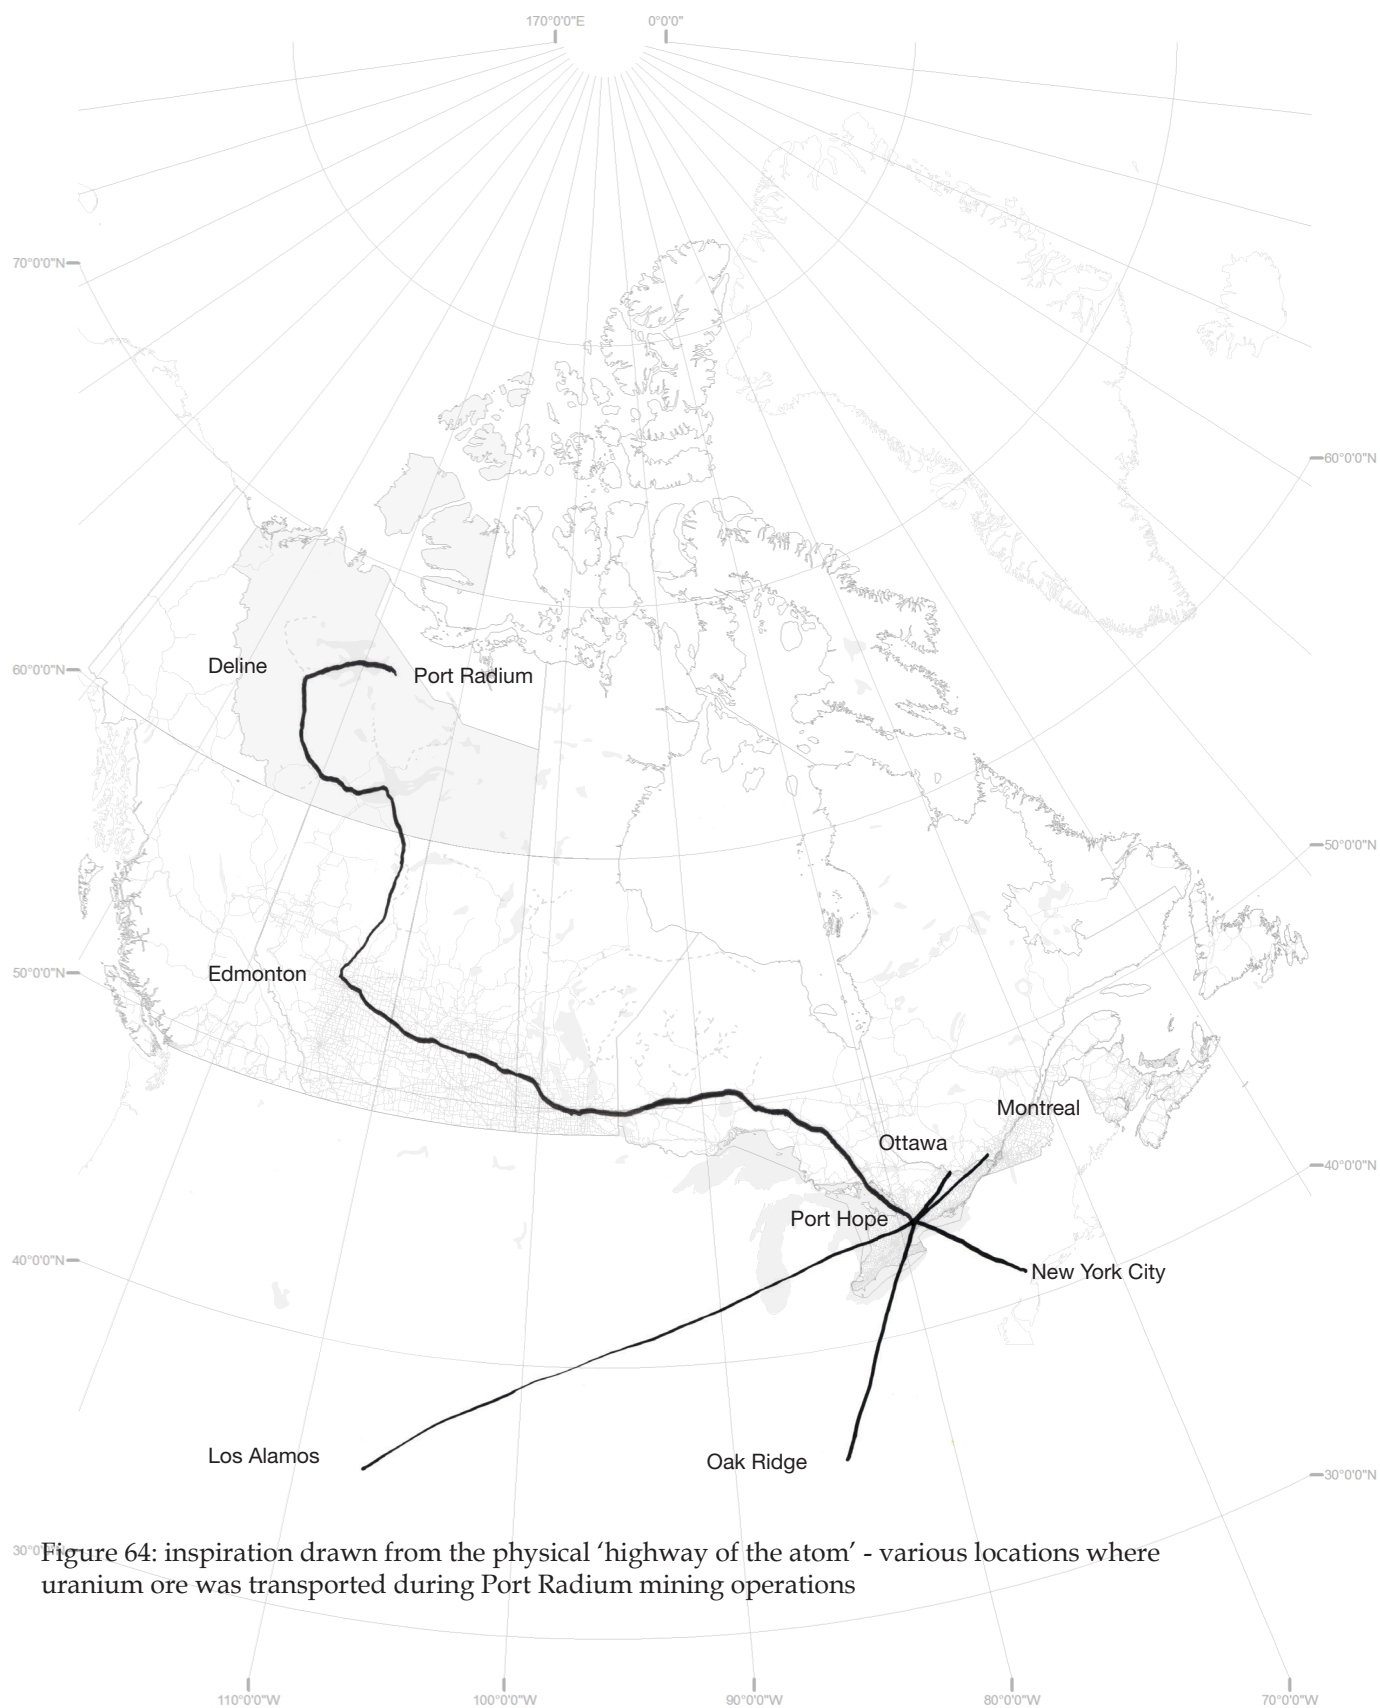 170°0'0"E
0°0'0"
70°0'0"N
60°0'0"N
Deline
Port Radium
60°0'0"N
50°0'0"N
Edmonton
50°0'0"N
Montreal
Ottawa
40°0'0"N
Port Hope
40°0'0"N
New York City
Los Alamos
Oak Ridge
30°0'0"N
30°0'0"N
Figure 64: inspiration drawn from the physical ‘highway of the atom’ - various locations where
uranium ore was transported during Port Radium mining operations
110°0'0"W
100°0'0"W
90°0'0"W
80°0'0"W
70°0'0"W